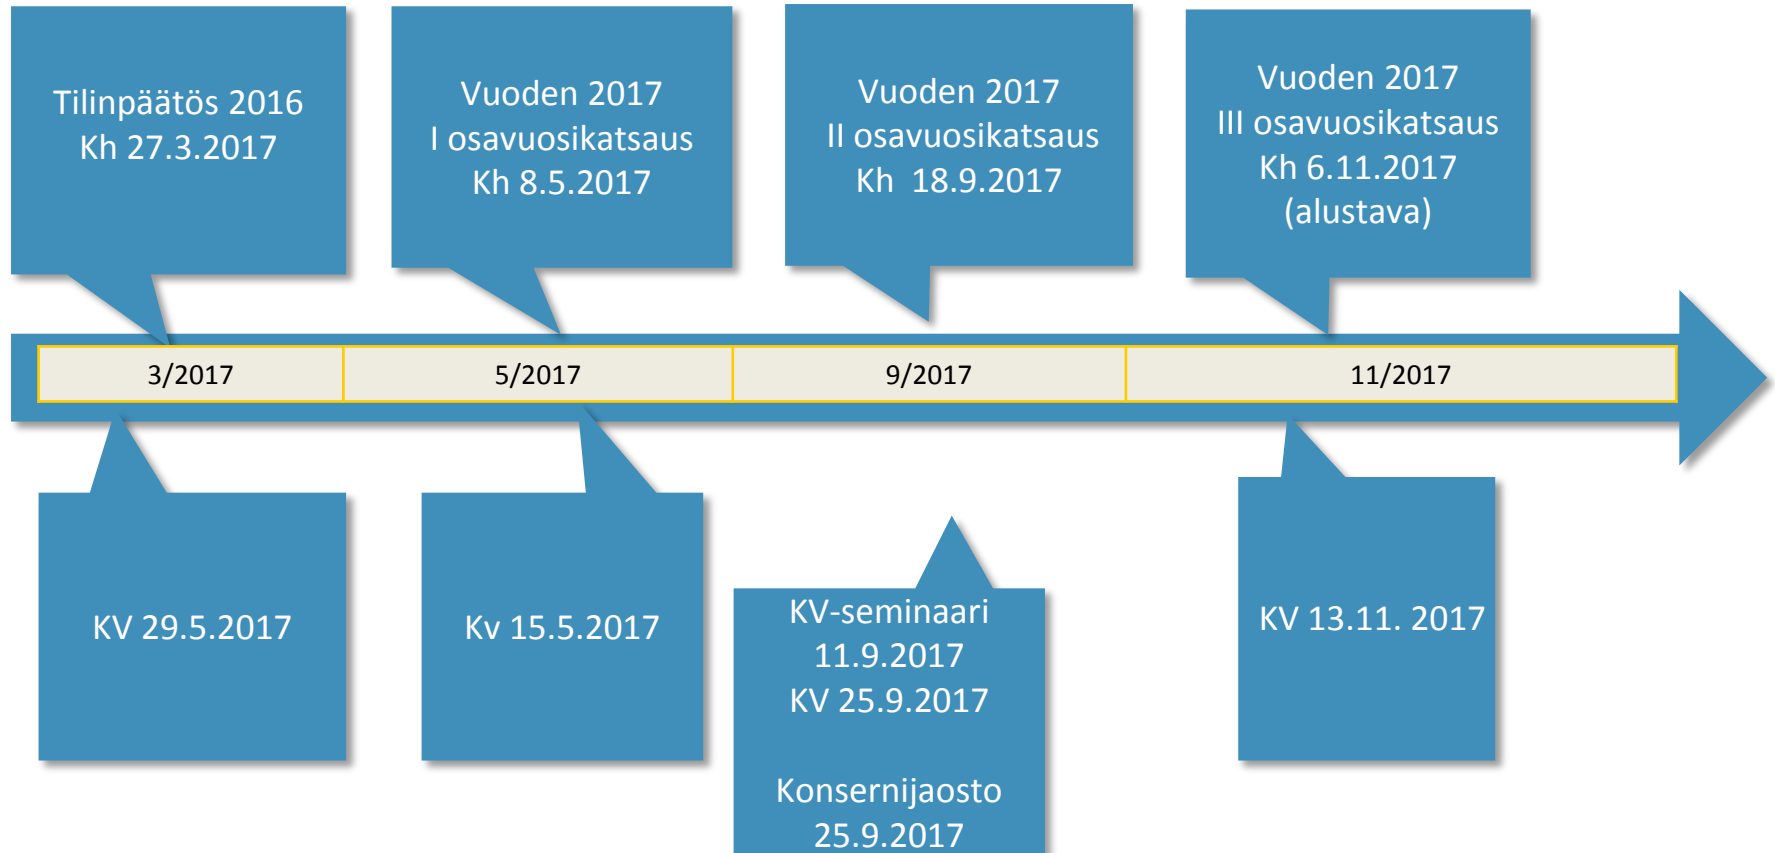 Tilinpäätös 2016
Kh 27.3.2017
Vuoden 2017
I osavuosikatsaus
Kh 8.5.2017
Vuoden 2017
II osavuosikatsaus
Kh 18.9.2017
Vuoden 2017
III osavuosikatsaus
Kh 6.11.2017
(alustava)
3/2017
5/2017
9/2017
11/2017
KV 29.5.2017
Kv 15.5.2017
KV-seminaari
11.9.2017
KV 25.9.2017
Konsernijaosto
25.9.2017
KV 13.11. 2017